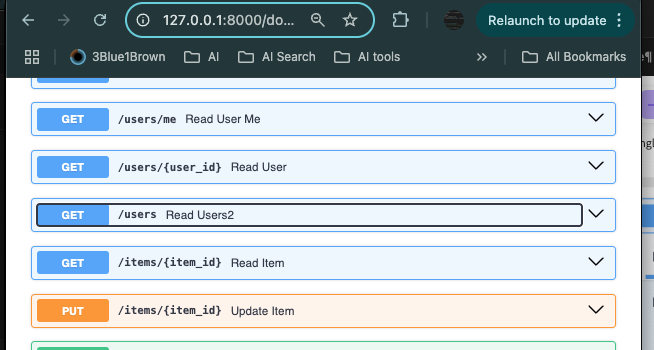 127.0.0.1:8000/do... Relaunch to update
3Blue1Brown AI AI Search AI tools » All Bookmarks
GET /users/me Read User Me
GET /users/{user_id} Read User
GET /users Read Users2
GET /items/{item_id} Read Item
PUT /items/{item_id} Update Item